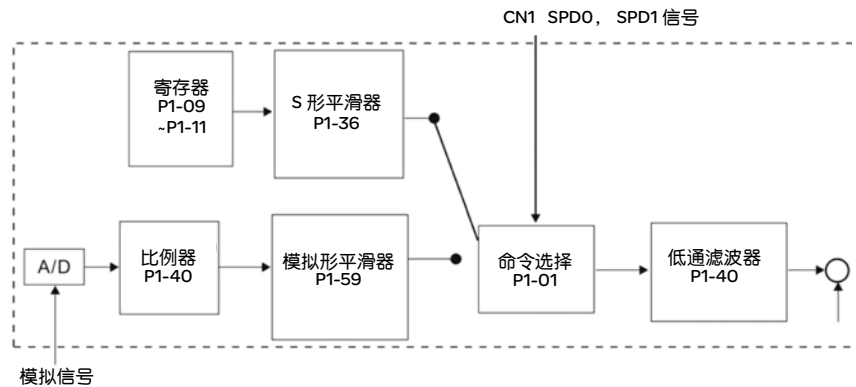 CN1 SPD0， SPD1 信号
寄存器
P1-09
~P1-11
S 形平滑器
P1-36
A/D
比例器
P1-40
模拟形平滑器
P1-59
命令选择
P1-01
低通滤波器
P1-40
模拟信号